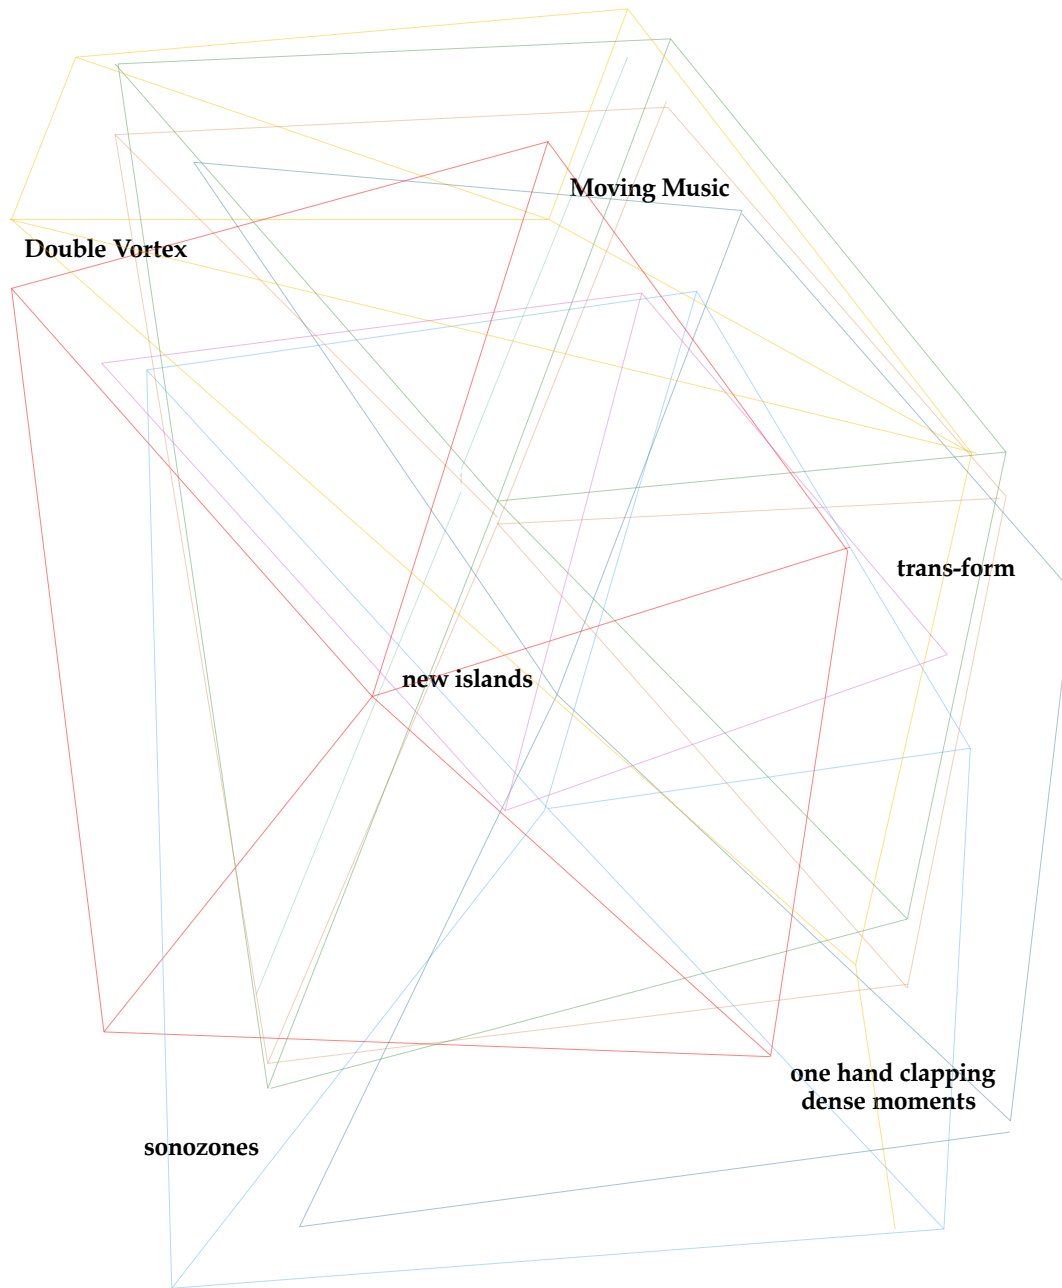 Moving Music
Double Vortex
trans-form
new islands
one hand clapping
dense moments
sonozones